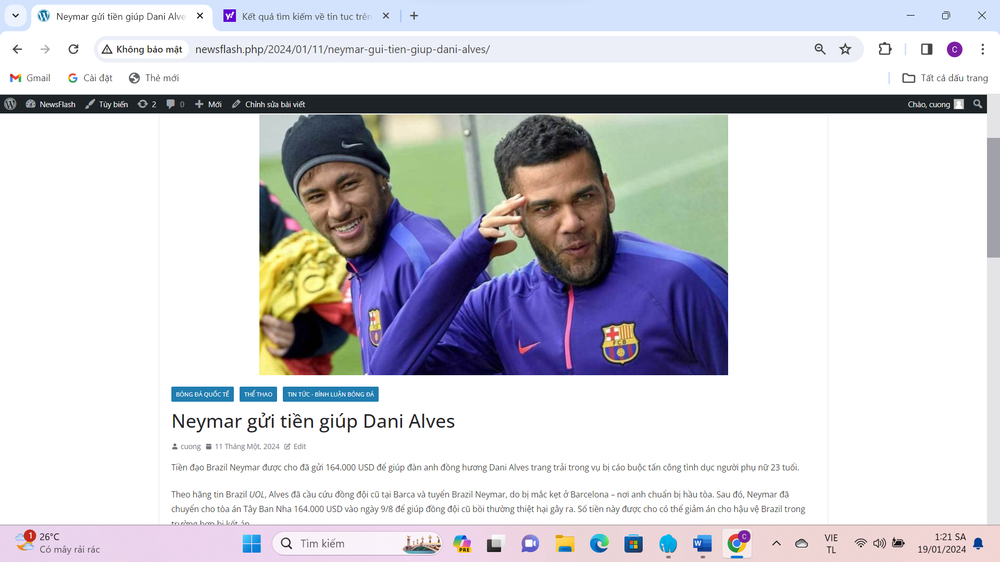 Neymar gửi tiền giúp Dani Alve
Kết quả tìm kiếm về tin tuc trên
Không bảo mật
newsflash.php/2024/01/11/neymar-gui-tien-giup-dani-alves/
C
Gmail
Cài đặt
Thẻ mới
Tất cả dấu trang
NewsFlash
Tùy biến
2
0
Mới
Chỉnh sửa bài viết
Chào, cuong
FCB
BÓNG ĐÁ QUỐC TẾ
THỂ THAO
TIN TỨC - BÌNH LUẬN BÓNG ĐÁ
Neymar gửi tiền giúp Dani Alves
cuong 11 Tháng Một, 2024 Edit
Tiền đạo Brazil Neymar được cho đã gửi 164.000 USD để giúp đàn anh đồng hương Dani Alves trang trải trong vụ bị cáo buộc tấn công tình dục người phụ nữ 23 tuổi.
Theo hãng tin Brazil UOL, Alves đã cầu cứu đồng đội cũ tại Barca và tuyển Brazil Neymar, do bị mắc kẹt ở Barcelona – nơi anh chuẩn bị hầu tòa. Sau đó, Neymar đã
chuyển cho tòa án Tây Ban Nha 164.000 USD vào ngày 9/8 để giúp đồng đội cũ bồi thường thiệt hại gây ra. Số tiền này được cho có thể giảm án cho hậu vệ Brazil trong
trường hợp bị kết án.
1
26°C
Có mây rải rác
Tìm kiếm
PRE
W
C
VIE
TL
1:21 SA
19/01/2024